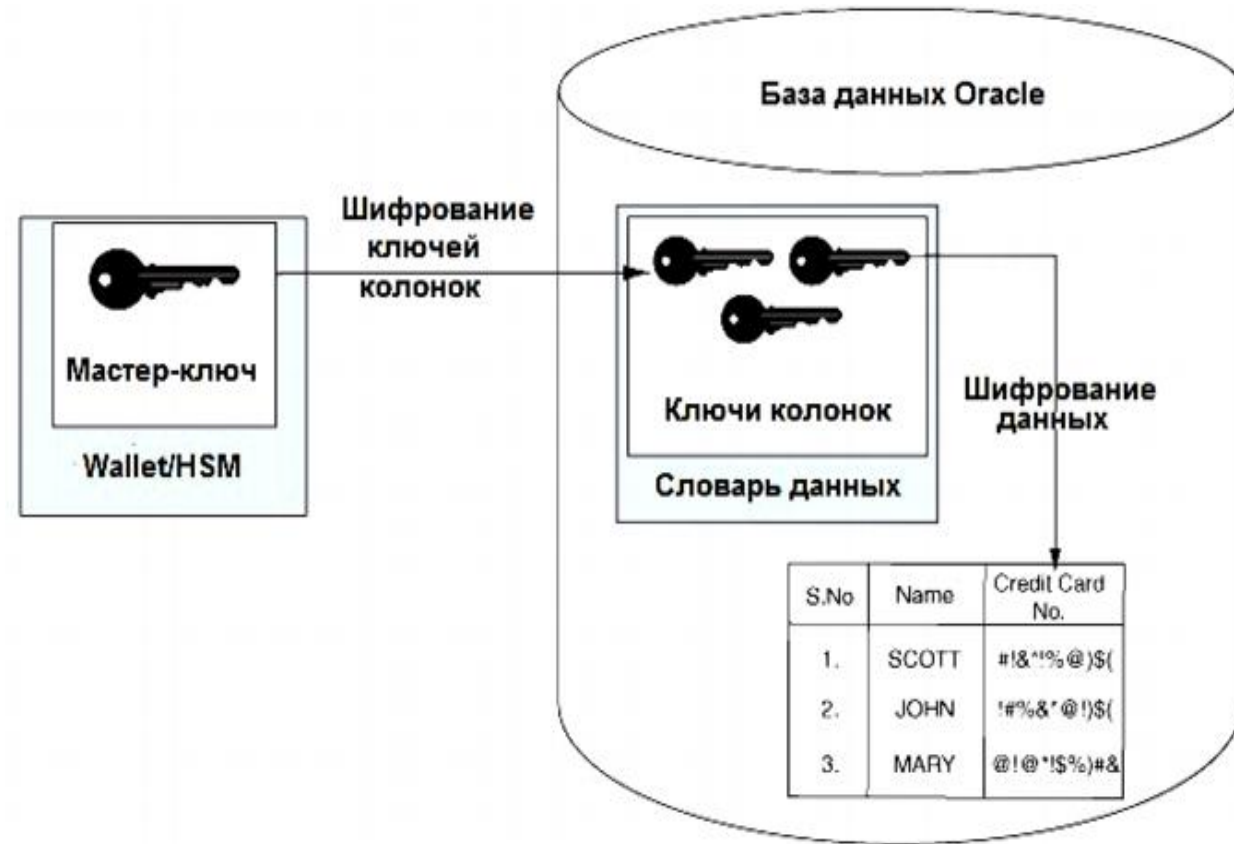 База данных Oracle
Шифрование
ключей
колонок
Мастер-ключ
Wallet/HSM
Ключи колонок
Словарь данных
Шифрование
данных
S.No Name Credit Card
No.
1. SCOTT #!&*!%@)$(
2. JOHN !#%&*@!)$(
3. MARY @!@*!$%)#&